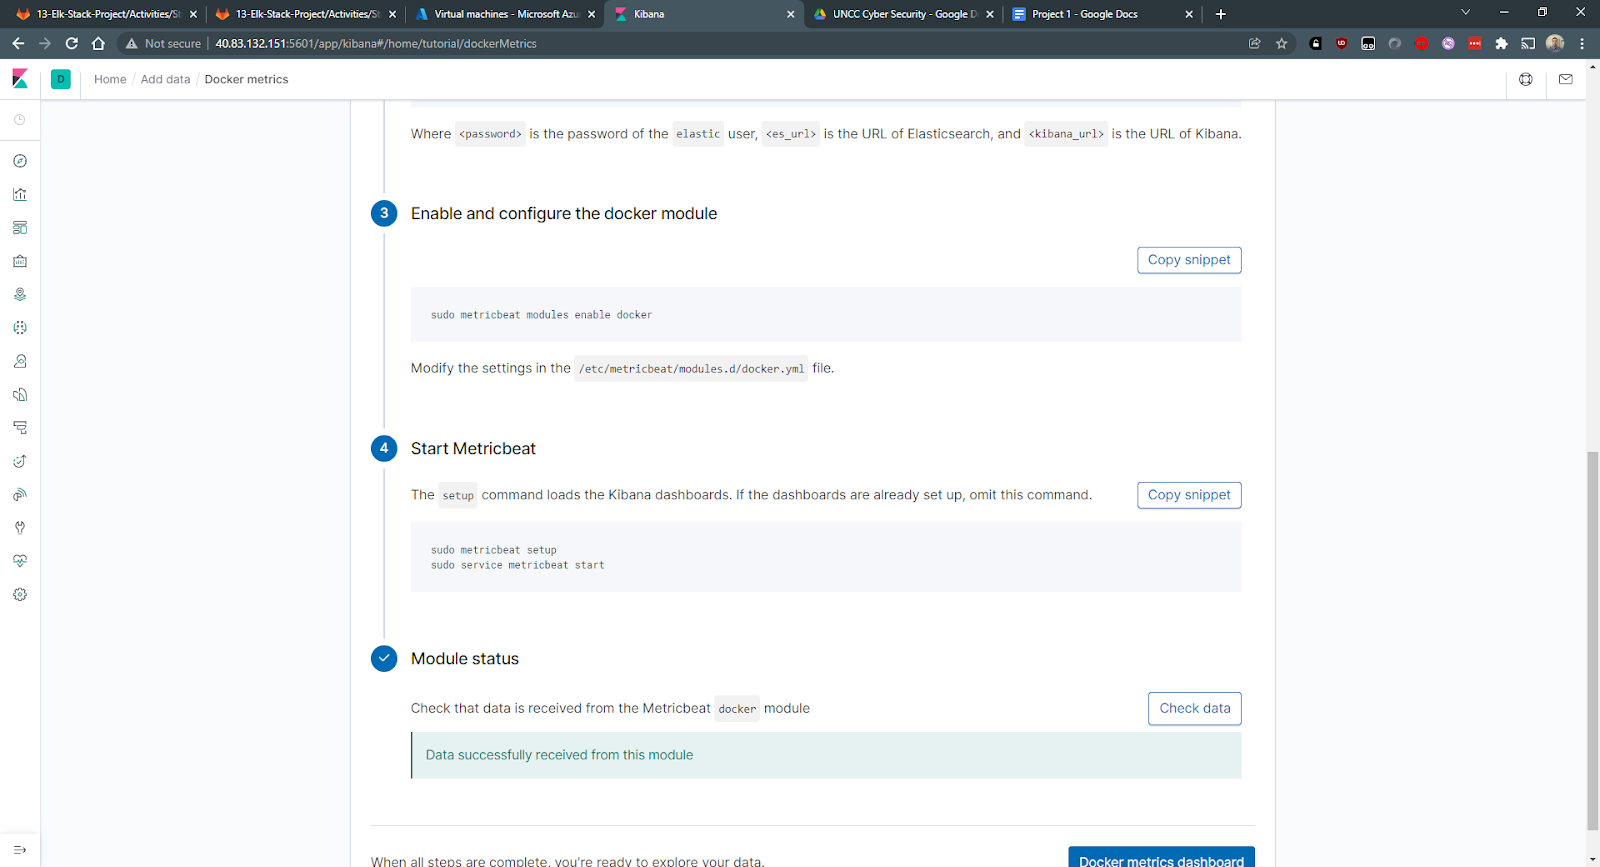 13-Elk-Stack-Project/Activities/St
13-Elk-Stack-Project/Activities/St
Virtual machines - Microsoft Azu
Kibana
UNCC Cyber Security - Google D
Project 1 - Google Docs
Not secure
40.83.132.151:5601/app/kibana#/home/tutorial/dockerMetrics
D
Home / Add data / Docker metrics
Where <password> is the password of the elastic user, <es_url> is the URL of Elasticsearch, and <kibana_url> is the URL of Kibana.
3 Enable and configure the docker module
Copy snippet
sudo metricbeat modules enable docker
Modify the settings in the /etc/metricbeat/modules.d/docker.yml file.
4 Start Metricbeat
The setup command loads the Kibana dashboards. If the dashboards are already set up, omit this command.
Copy snippet
sudo metricbeat setup
sudo service metricbeat start
Module status
Check that data is received from the Metricbeat docker module
Check data
Data successfully received from this module
When all steps are complete, you're ready to explore your data.
Docker metrics dashboard